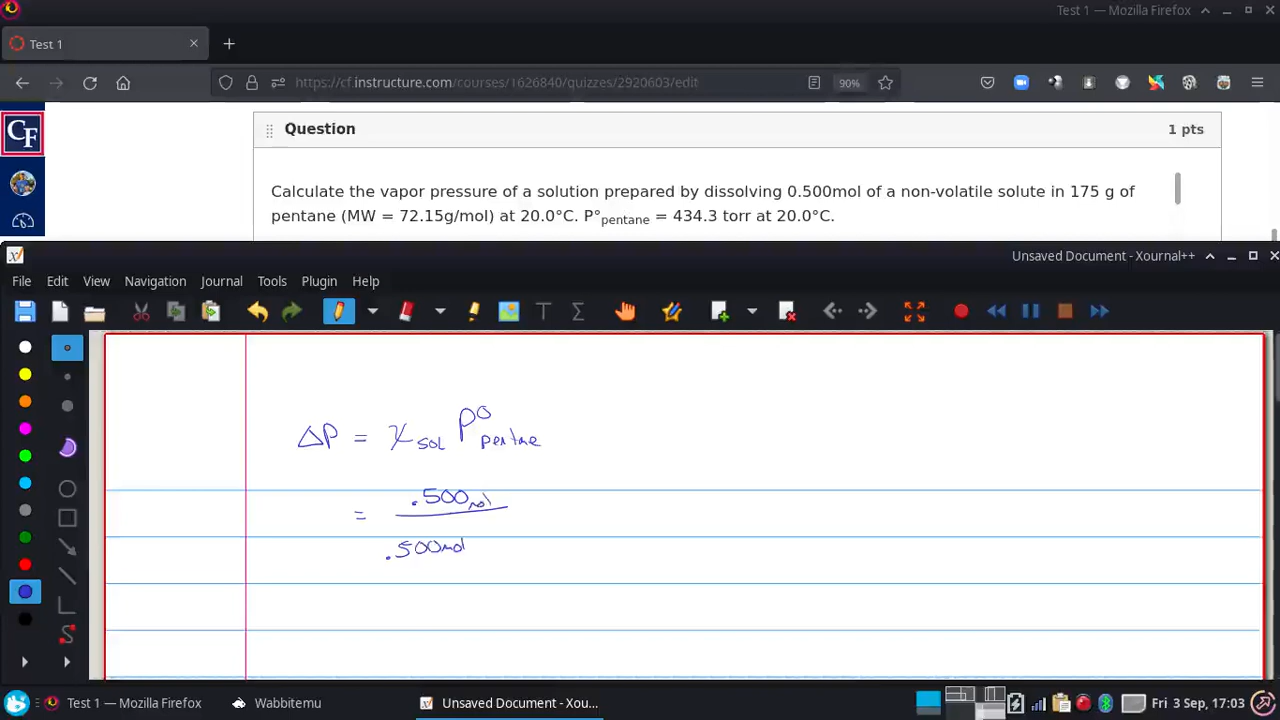 Test 1 — Mozilla Firefox
Test 1
https://cf.instructure.com/courses/1626840/quizzes/2920603/edit
90%
CF
Question
1 pts
Calculate the vapor pressure of a solution prepared by dissolving 0.500mol of a non-volatile solute in 175 g of
pentane (MW = 72.15g/mol) at 20.0°C. P°pentane = 434.3 torr at 20.0°C.
Unsaved Document - Xournal++
File Edit View Navigation Journal Tools Plugin Help
ΔP = χ SOL P° pentane
= .500mol
.500mol
Test 1 — Mozilla Firefox
Wabbitemu
Unsaved Document - Xou...
Fri 3 Sep, 17:03